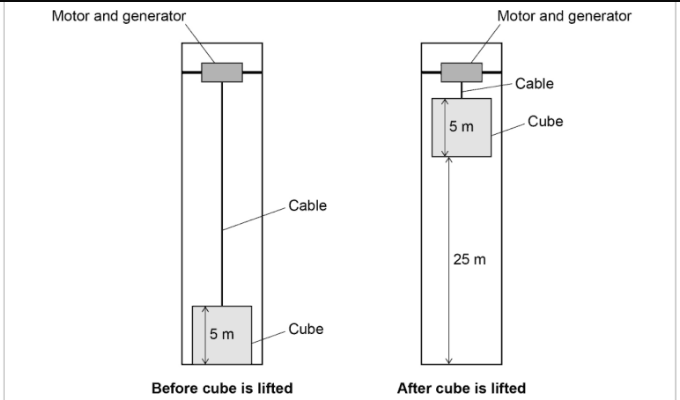 Motor and generator
Cable
5 m
Cube
Before cube is lifted
Motor and generator
Cable
5 m
Cube
25 m
After cube is lifted